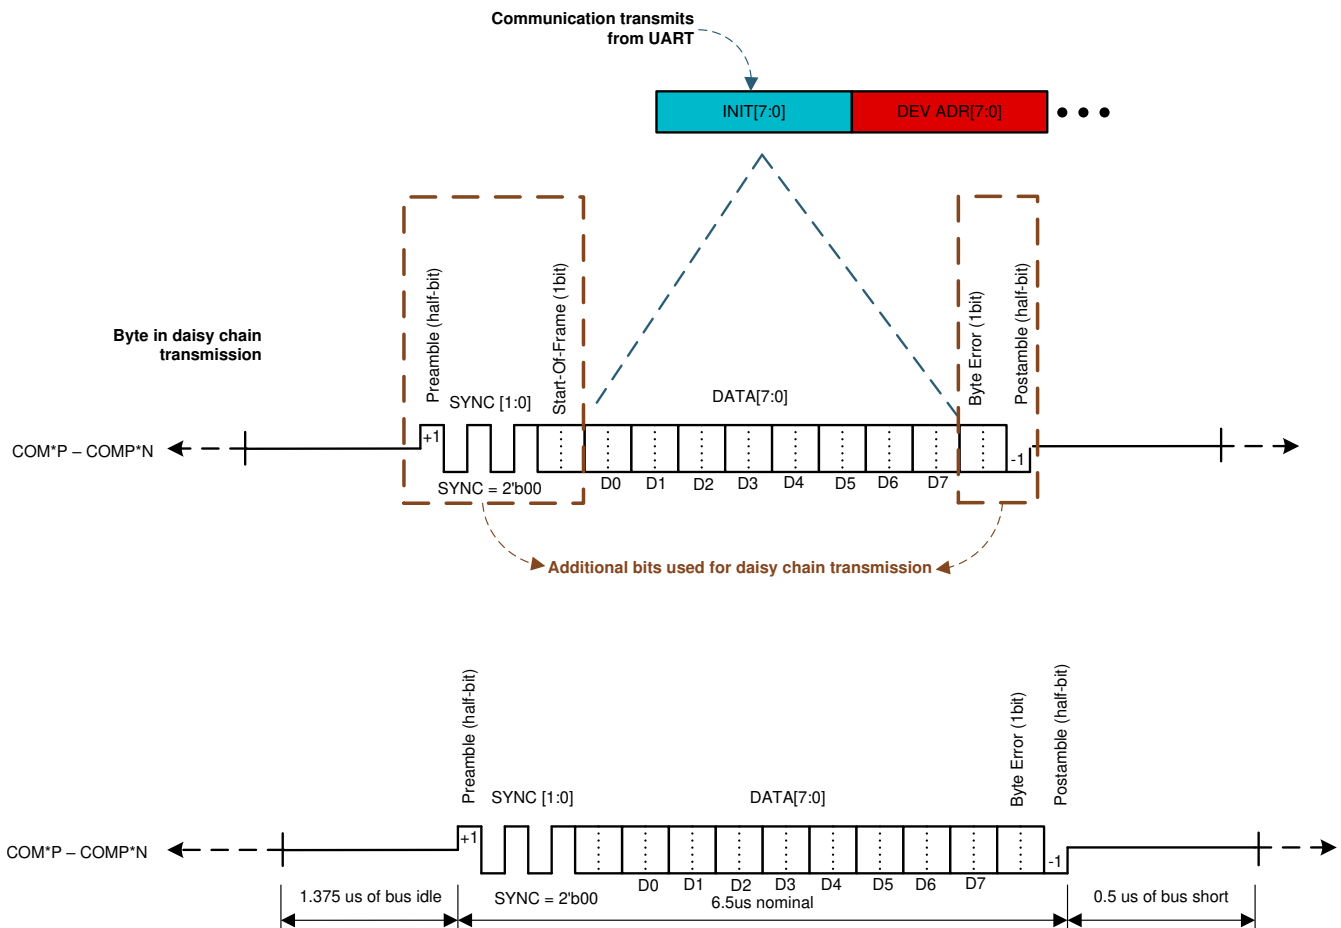 Communication transmits
from UART
INIT[7:0]
DEV ADR[7:0]
Preamble (half-bit)
SYNC [1:0]
Start-Of-Frame (1bit)
DATA[7:0]
Byte Error (1bit)
Postamble (half-bit)
Byte in daisy chain
transmission
COM*P – COMP*N
+1
-1
SYNC = 2'b00
D0
D1
D2
D3
D4
D5
D6
D7
Additional bits used for daisy chain transmission
Preamble (half-bit)
SYNC [1:0]
DATA[7:0]
Byte Error (1bit)
Postamble (half-bit)
COM*P – COMP*N
+1
-1
D0
D1
D2
D3
D4
D5
D6
D7
1.375 us of bus idle
SYNC = 2'b00
6.5us nominal
0.5 us of bus short